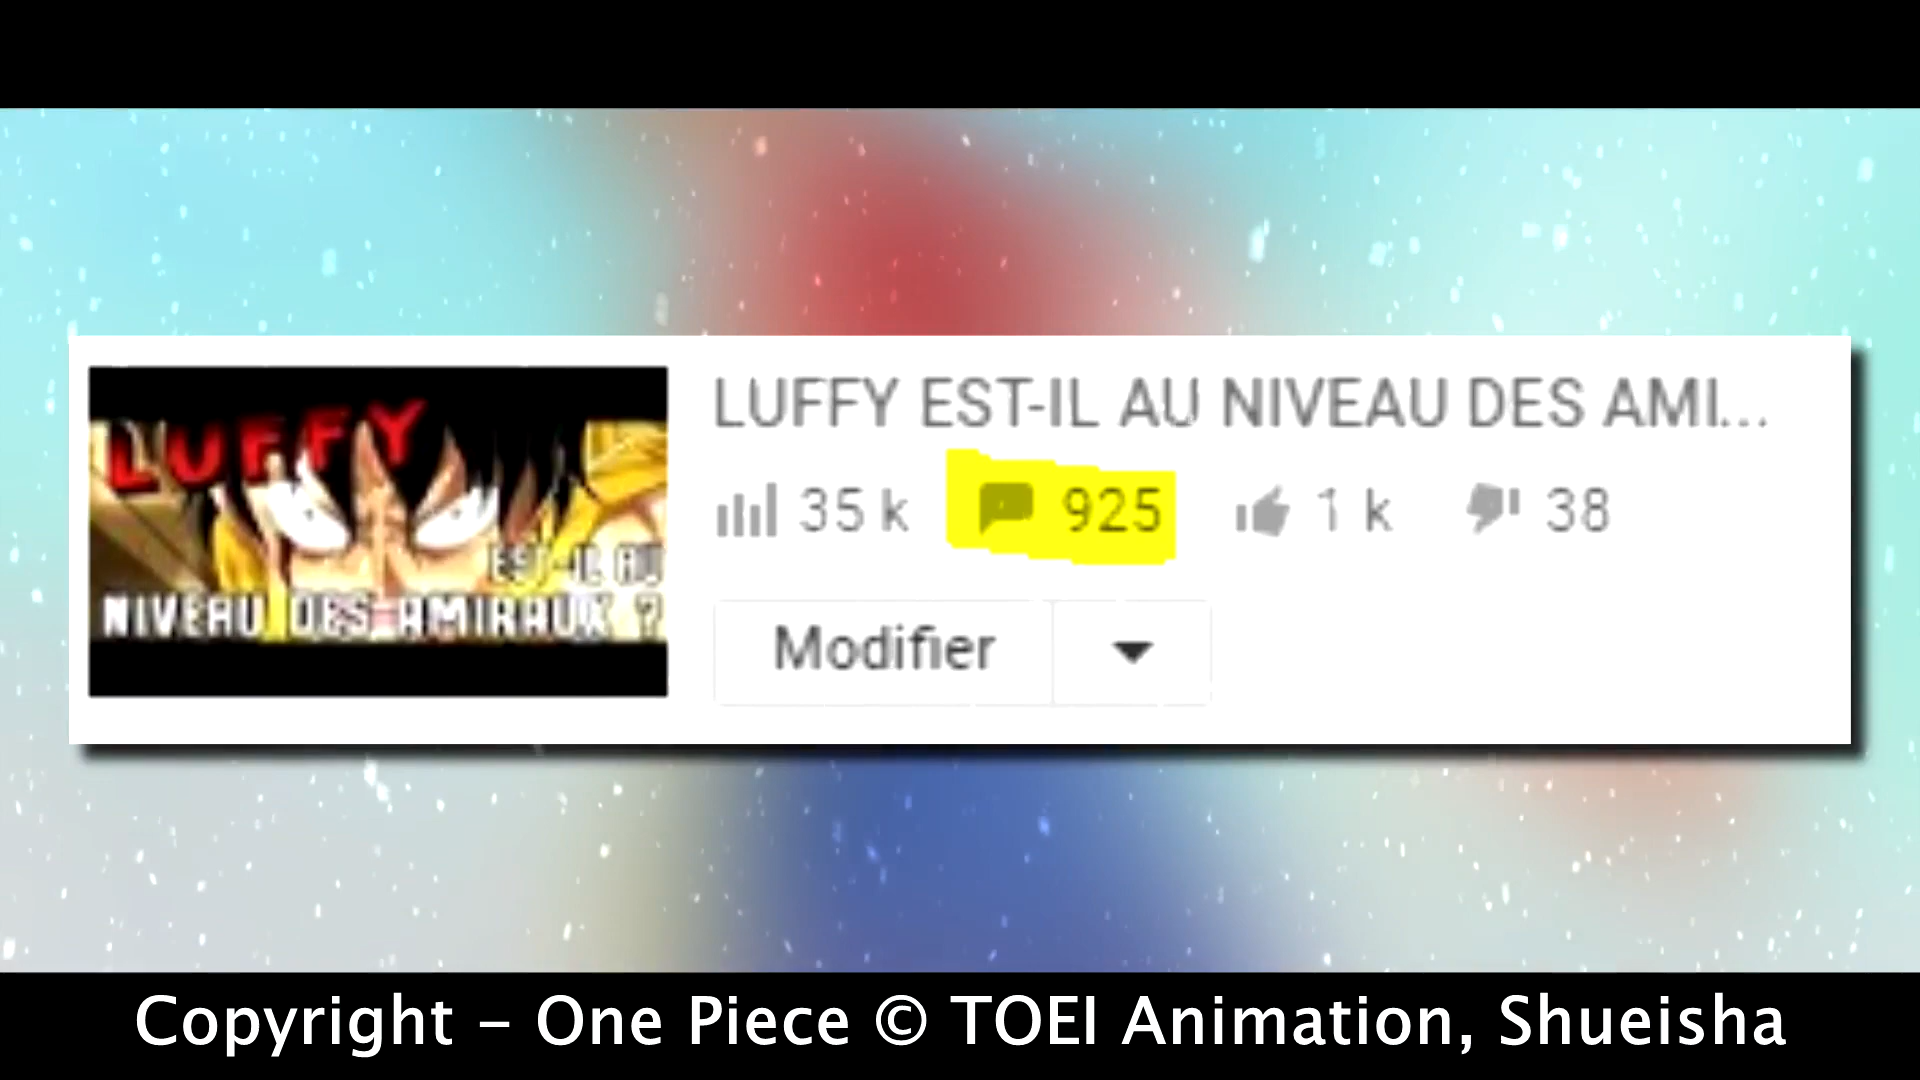 LUFFY
EST-IL AU
NIVEAU DES AMIRAUX ?
LUFFY EST-IL AU NIVEAU DES AMI...
35 k 925 1 k 38
Modifier
Copyright - One Piece © TOEI Animation, Shueisha